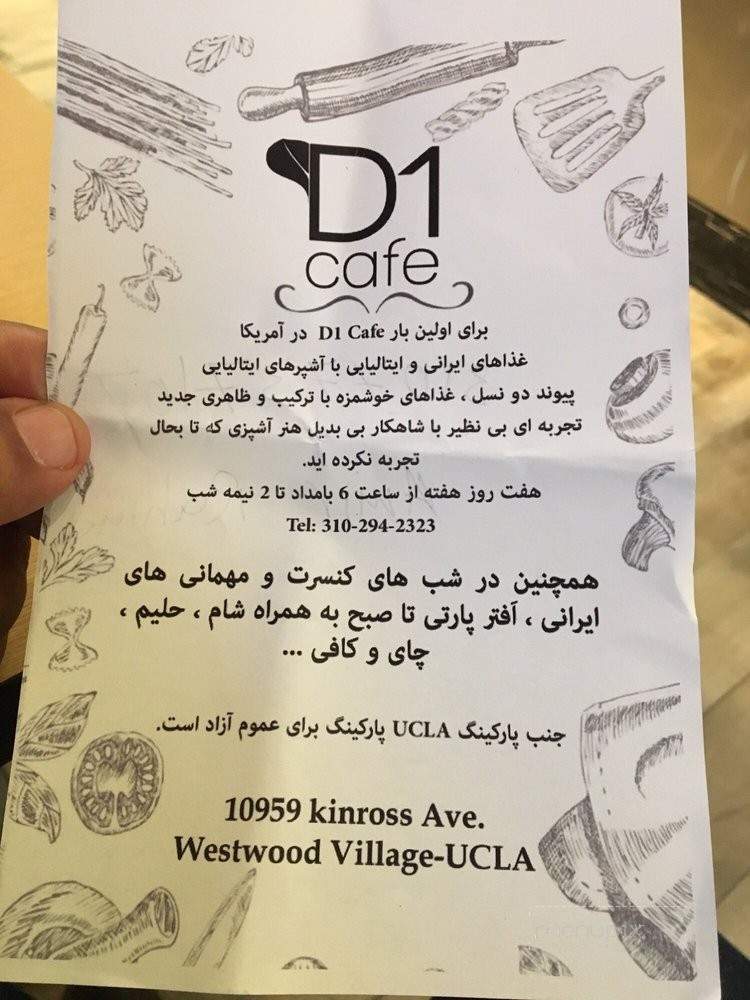 D1
cafe
برای اولین بار D1 Cafe در آمریکا
غذاهای ایرانی و ایتالیایی با آشپرهای ایتالیایی
پیوند دو نسل ، غذاهای خوشمزه با ترکیب و ظاهری جدید
تجربه ای بی نظیر با شاهکار بی بدیل هنر آشپزی که تا بحال
تجربه نکرده اید.
هفت روز هفته از ساعت 6 بامداد تا 2 نیمه شب
Tel: 310-294-2323
همچنین در شب های کنسرت و مهمانی های
ایرانی ، اَفتر پارتی تا صبح به همراه شام ، حلیم ،
چای و کافی ...
جنب پارکینگ UCLA پارکینگ برای عموم آزاد است.
10959 kinross Ave.
Westwood Village-UCLA